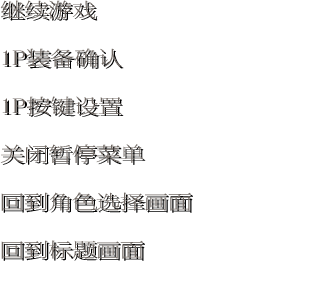 继续游戏
1P装备确认
1P按键设置
关闭暂停菜单
回到角色选择画面
回到标题画面